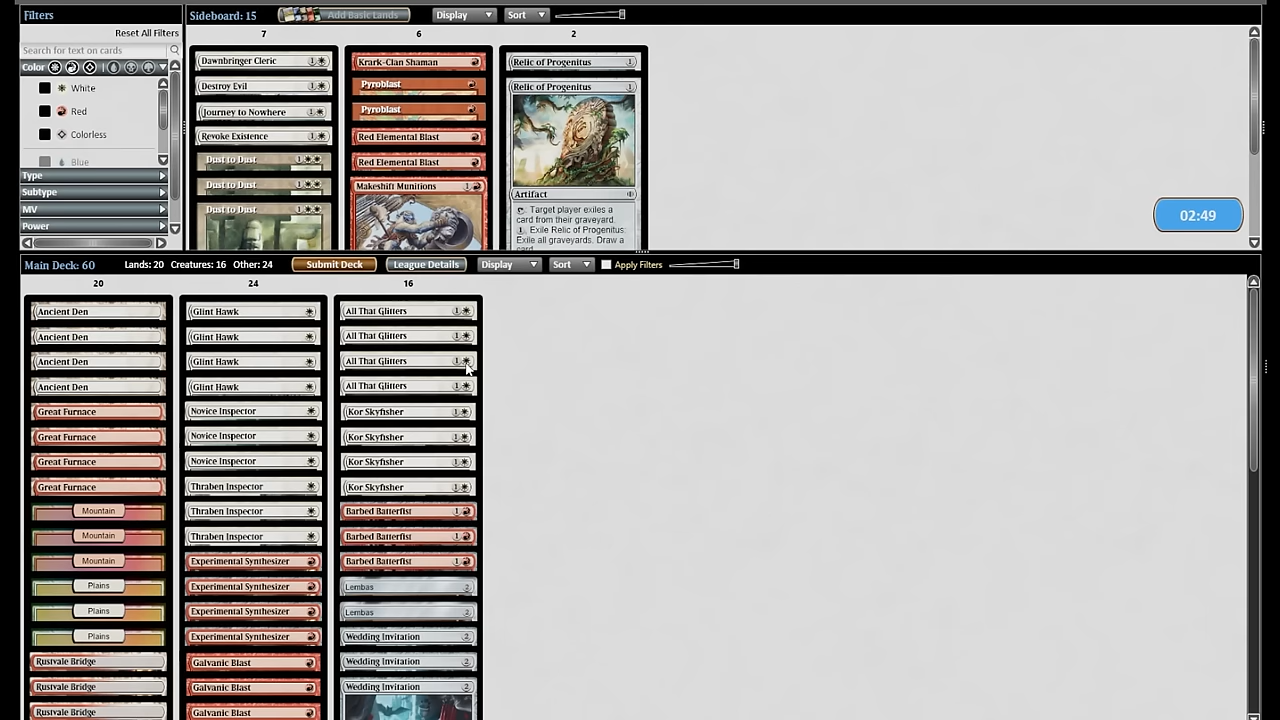 Filters
Reset All Filters
Search for text on cards
Color
White
Red
Colorless
Blue
Type
Subtype
MV
Power
Sideboard: 15
Add Basic Lands
Display
Sort
7
6
2
Dawnbringer Cleric
Destroy Evil
Journey to Nowhere
Revoke Existence
Dust to Dust
Dust to Dust
Dust to Dust
Krark-Clan Shaman
Pyroblast
Pyroblast
Red Elemental Blast
Red Elemental Blast
Makeshift Munitions
Relic of Progenitus
Relic of Progenitus
Artifact
: Target player exiles a
card from their graveyard.
, Exile Relic of Progenitus:
Exile all graveyards. Draw a
card.
02:49
Main Deck: 60
Lands: 20 Creatures: 16 Other: 24
Submit Deck
League Details
Display
Sort
Apply Filters
20
24
16
Ancient Den
Ancient Den
Ancient Den
Ancient Den
Great Furnace
Great Furnace
Great Furnace
Great Furnace
Mountain
Mountain
Mountain
Plains
Plains
Plains
Rustvale Bridge
Rustvale Bridge
Rustvale Bridge
Glint Hawk
Glint Hawk
Glint Hawk
Glint Hawk
Novice Inspector
Novice Inspector
Novice Inspector
Thraben Inspector
Thraben Inspector
Thraben Inspector
Experimental Synthesizer
Experimental Synthesizer
Experimental Synthesizer
Experimental Synthesizer
Galvanic Blast
Galvanic Blast
Galvanic Blast
All That Glitters
All That Glitters
All That Glitters
All That Glitters
Kor Skyfisher
Kor Skyfisher
Kor Skyfisher
Kor Skyfisher
Barbed Batterfist
Barbed Batterfist
Barbed Batterfist
Lembas
Lembas
Wedding Invitation
Wedding Invitation
Wedding Invitation